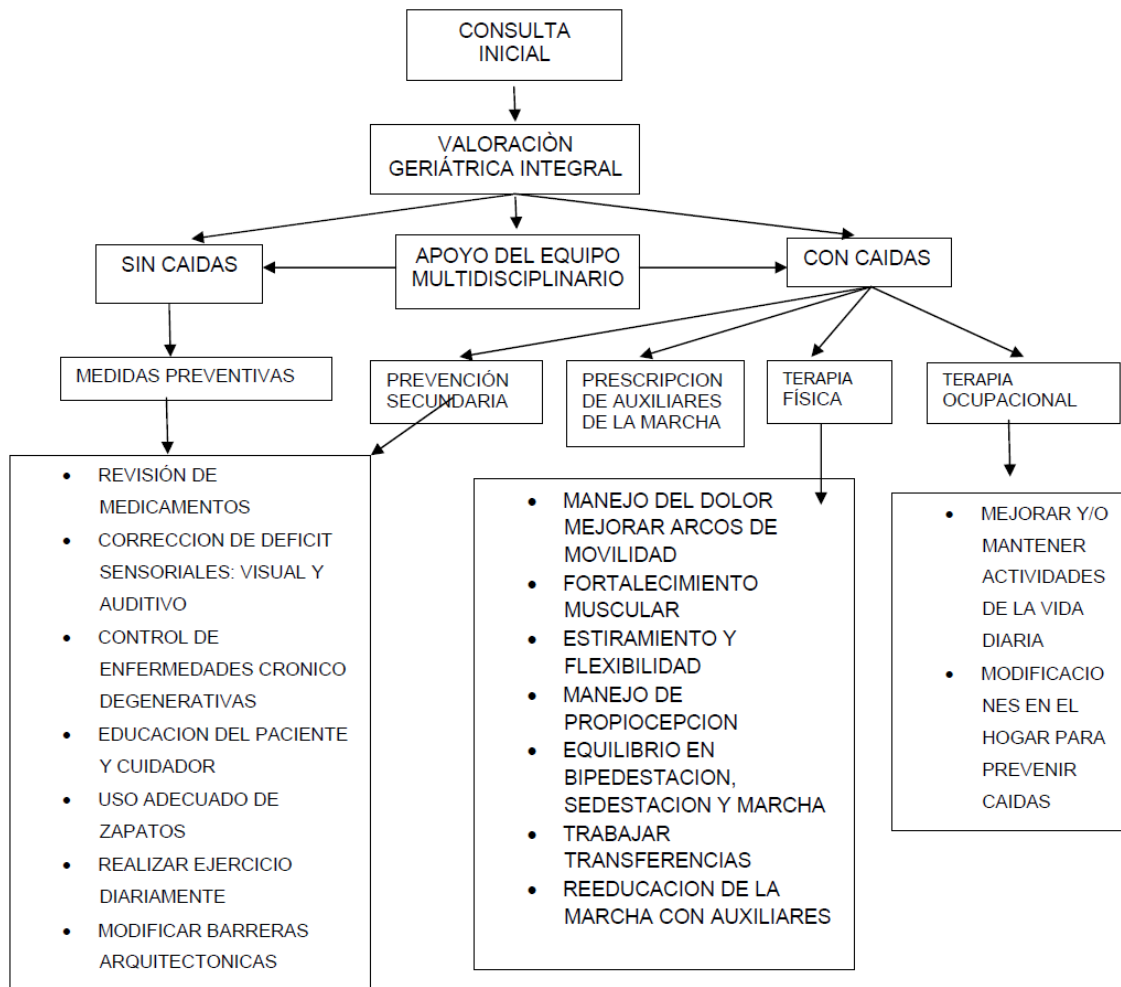 CONSULTA
INICIAL
VALORACIÒN
GERIÁTRICA INTEGRAL
SIN CAIDAS
APOYO DEL EQUIPO
MULTIDISCIPLINARIO
CON CAIDAS
MEDIDAS PREVENTIVAS
PREVENCIÓN
SECUNDARIA
PRESCRIPCION
DE AUXILIARES
DE LA MARCHA
TERAPIA
FÍSICA
TERAPIA
OCUPACIONAL
• REVISIÓN DE
MEDICAMENTOS
• CORRECCION DE DEFICIT
SENSORIALES: VISUAL Y
AUDITIVO
• CONTROL DE
ENFERMEDADES CRONICO
DEGENERATIVAS
• EDUCACION DEL PACIENTE
Y CUIDADOR
• USO ADECUADO DE
ZAPATOS
• REALIZAR EJERCICIO
DIARIAMENTE
• MODIFICAR BARRERAS
ARQUITECTONICAS
• MANEJO DEL DOLOR
MEJORAR ARCOS DE
MOVILIDAD
• FORTALECIMIENTO
MUSCULAR
• ESTIRAMIENTO Y
FLEXIBILIDAD
• MANEJO DE
PROPIOCEPCION
• EQUILIBRIO EN
BIPEDESTACION,
SEDESTACION Y MARCHA
• TRABAJAR
TRANSFERENCIAS
• REEDUCACION DE LA
MARCHA CON AUXILIARES
• MEJORAR Y/O
MANTENER
ACTIVIDADES
DE LA VIDA
DIARIA
• MODIFICACIO
NES EN EL
HOGAR PARA
PREVENIR
CAIDAS